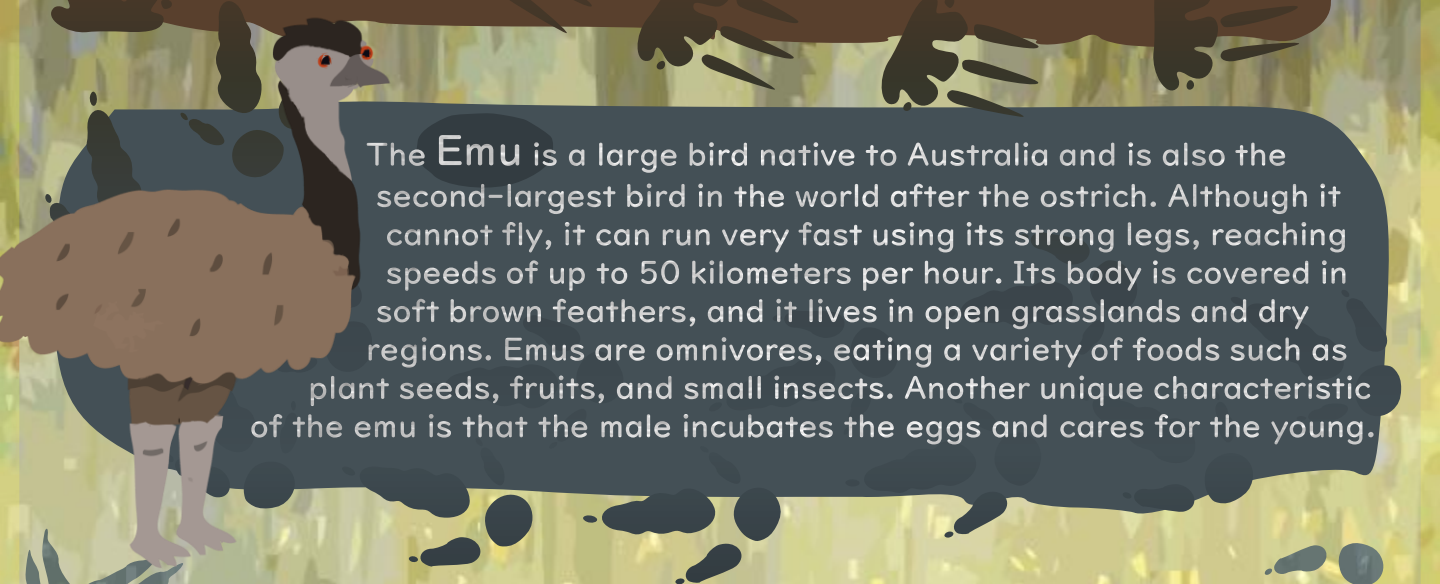 The Emu is a large bird native to Australia and is also the
second-largest bird in the world after the ostrich. Although it
cannot fly, it can run very fast using its strong legs, reaching
speeds of up to 50 kilometers per hour. Its body is covered in
soft brown feathers, and it lives in open grasslands and dry
regions. Emus are omnivores, eating a variety of foods such as
plant seeds, fruits, and small insects. Another unique characteristic
of the emu is that the male incubates the eggs and cares for the young.